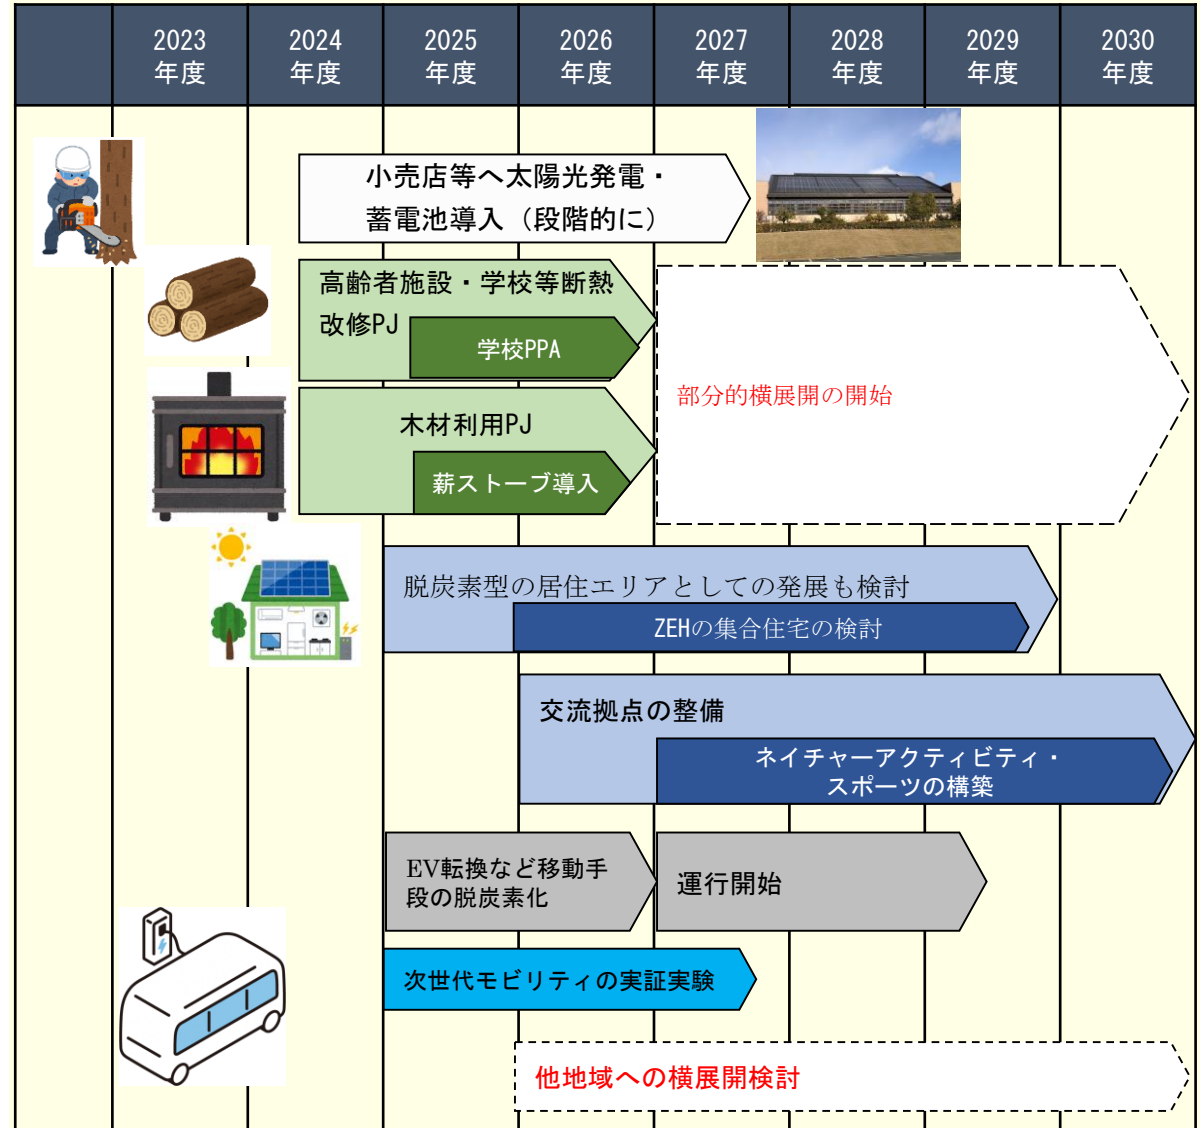 2023
年度
2024
年度
2025
年度
2026
年度
2027
年度
2028
年度
2029
年度
2030
年度
小売店等へ太陽光発電・
蓄電池導入（段階的に）
高齢者施設・学校等断熱
改修PJ
学校PPA
部分的横展開の開始
木材利用PJ
薪ストーブ導入
脱炭素型の居住エリアとしての発展も検討
ZEHの集合住宅の検討
交流拠点の整備
ネイチャーアクティビティ・
スポーツの構築
EV転換など移動手
段の脱炭素化
運行開始
次世代モビリティの実証実験
他地域への横展開検討